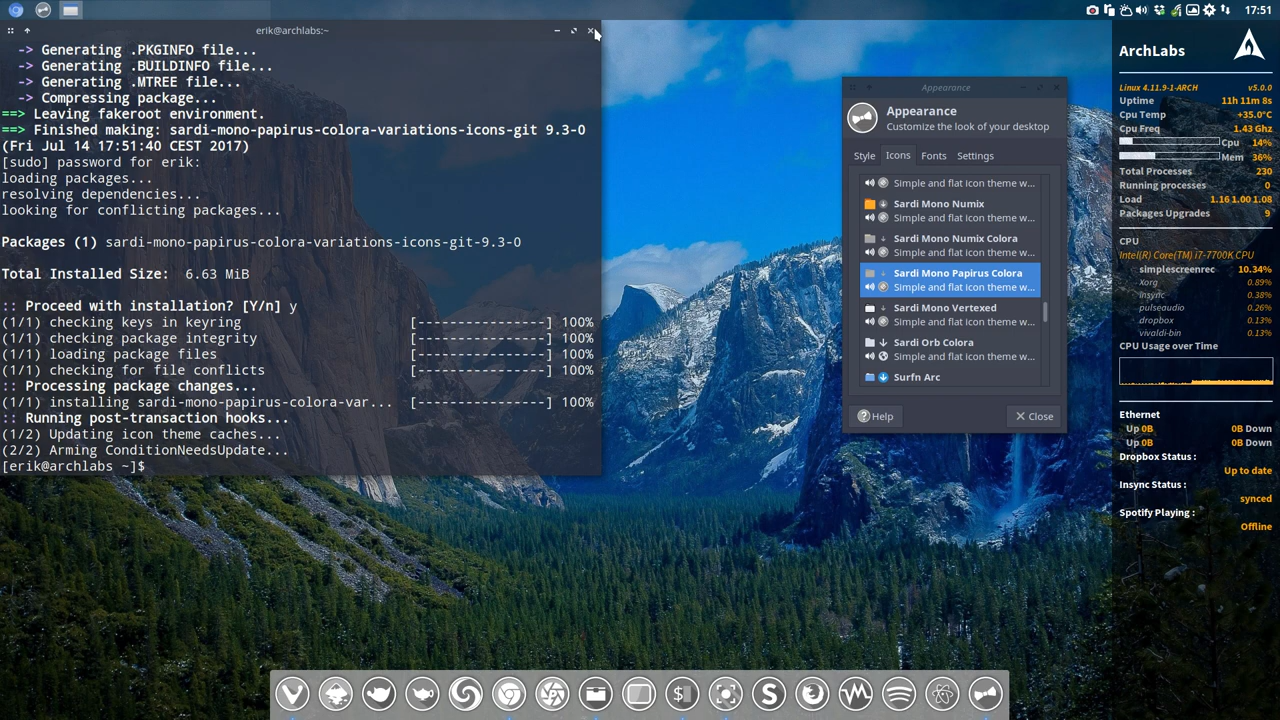 17:51
erik@archlabs:~
-> Generating .PKGINFO file...
-> Generating .BUILDINFO file...
-> Generating .MTREE file...
-> Compressing package...
==> Leaving fakeroot environment.
==> Finished making: sardi-mono-papirus-colora-variations-icons-git 9.3-0
(Fri Jul 14 17:51:40 CEST 2017)
[sudo] password for erik:
loading packages...
resolving dependencies...
looking for conflicting packages...
Packages (1) sardi-mono-papirus-colora-variations-icons-git-9.3-0
Total Installed Size:  6.63 MiB
:: Proceed with installation? [Y/n] y
(1/1) checking keys in keyring [----------------] 100%
(1/1) checking package integrity [----------------] 100%
(1/1) loading package files [----------------] 100%
(1/1) checking for file conflicts [----------------] 100%
:: Processing package changes...
(1/1) installing sardi-mono-papirus-colora-var... [----------------] 100%
:: Running post-transaction hooks...
(1/2) Updating icon theme caches...
(2/2) Arming ConditionNeedsUpdate...
[erik@archlabs ~]$
Appearance
Appearance
Customize the look of your desktop
Style Icons Fonts Settings
Simple and flat icon theme w...
Sardi Mono Numix
Simple and flat icon theme w...
Sardi Mono Numix Colora
Simple and flat icon theme w...
Sardi Mono Papirus Colora
Simple and flat icon theme w...
Sardi Mono Vertexed
Simple and flat icon theme w...
Sardi Orb Colora
Simple and flat icon theme w...
Surfn Arc
Help Close
ArchLabs
Linux 4.11.9-1-ARCH v5.0.0
Uptime 11h 11m 8s
Cpu Temp +35.0°C
Cpu Freq 1.43 Ghz
Cpu 14%
Mem 36%
Total Processes 230
Running processes 0
Load 1.16 1.00 1.08
Packages Upgrades 9
CPU
Intel(R) Core(TM) i7-7700K CPU
simplescreenrec 10.34%
Xorg 0.89%
insync 0.38%
pulseaudio 0.26%
dropbox 0.13%
vivaldi-bin 0.13%
CPU Usage over Time
Ethernet
Up 0B 0B Down
Up 0B 0B Down
Dropbox Status :
Up to date
Insync Status :
synced
Spotify Playing :
Offline